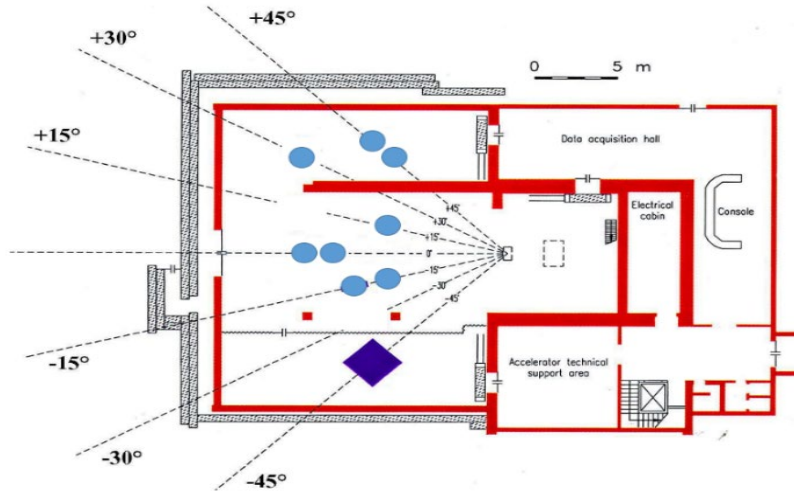 +45°
+30°
+15°
0 5 m
Data acquisition hall
Electrical
cabin
Console
+45°
+30°
+15°
0°
-15°
-30°
-45°
Accelerator technical
support area
-15°
-30°
-45°